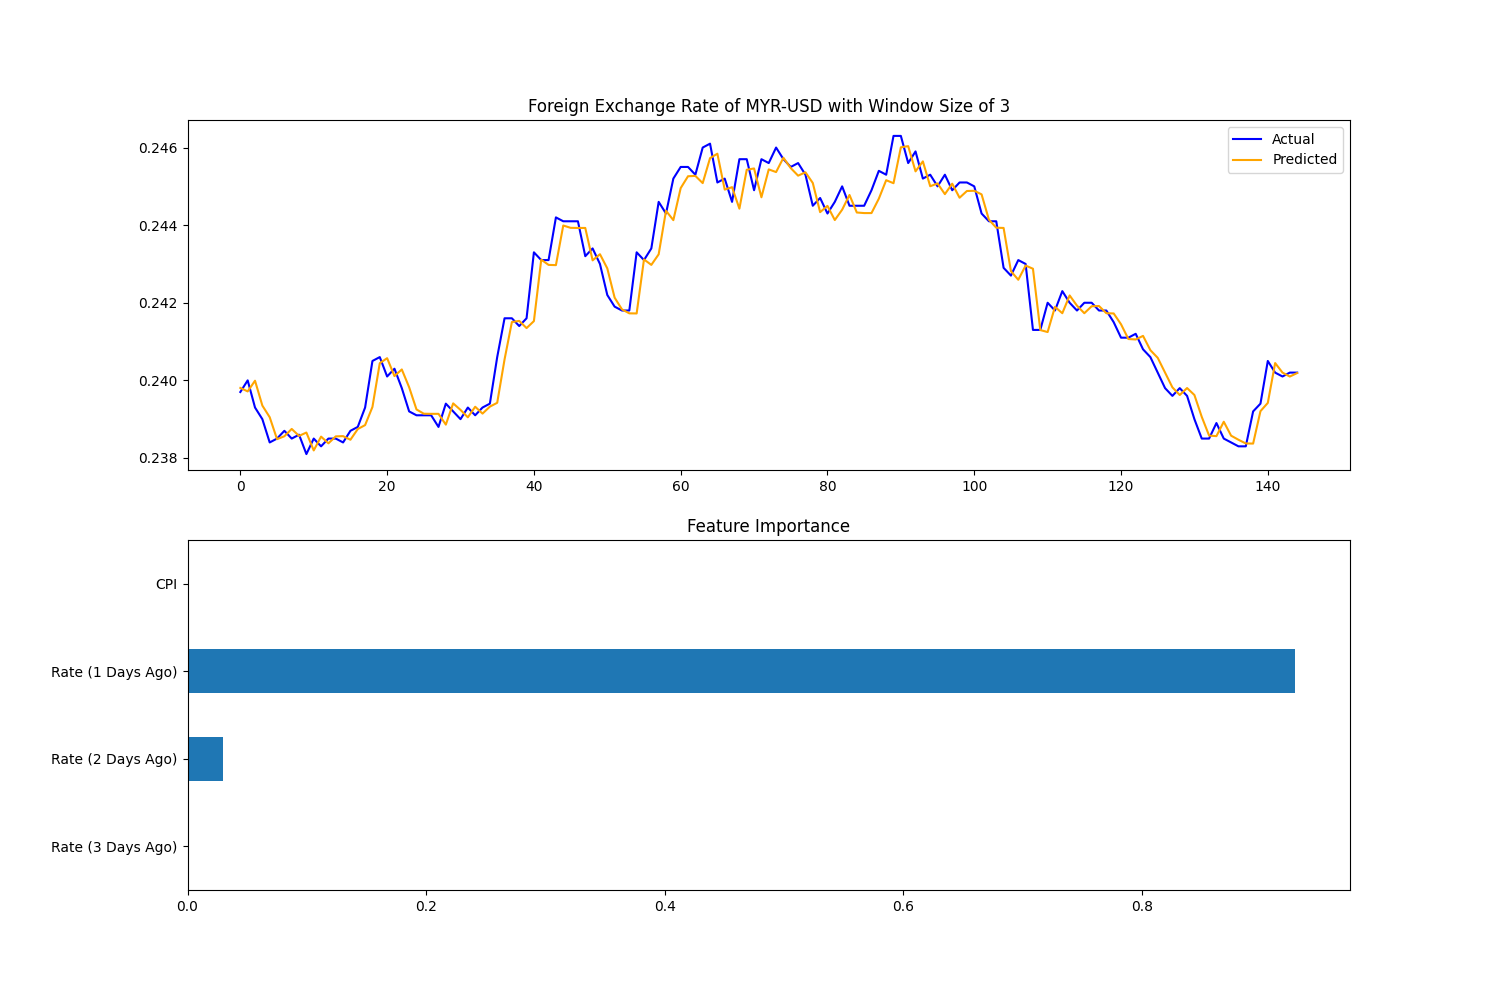 Foreign Exchange Rate of MYR-USD with Window Size of 3
Actual
Predicted
0.246
0.244
0.242
0.240
0.238
0 20 40 60 80 100 120 140
Feature Importance
CPI
Rate (1 Days Ago)
Rate (2 Days Ago)
Rate (3 Days Ago)
0.0 0.2 0.4 0.6 0.8